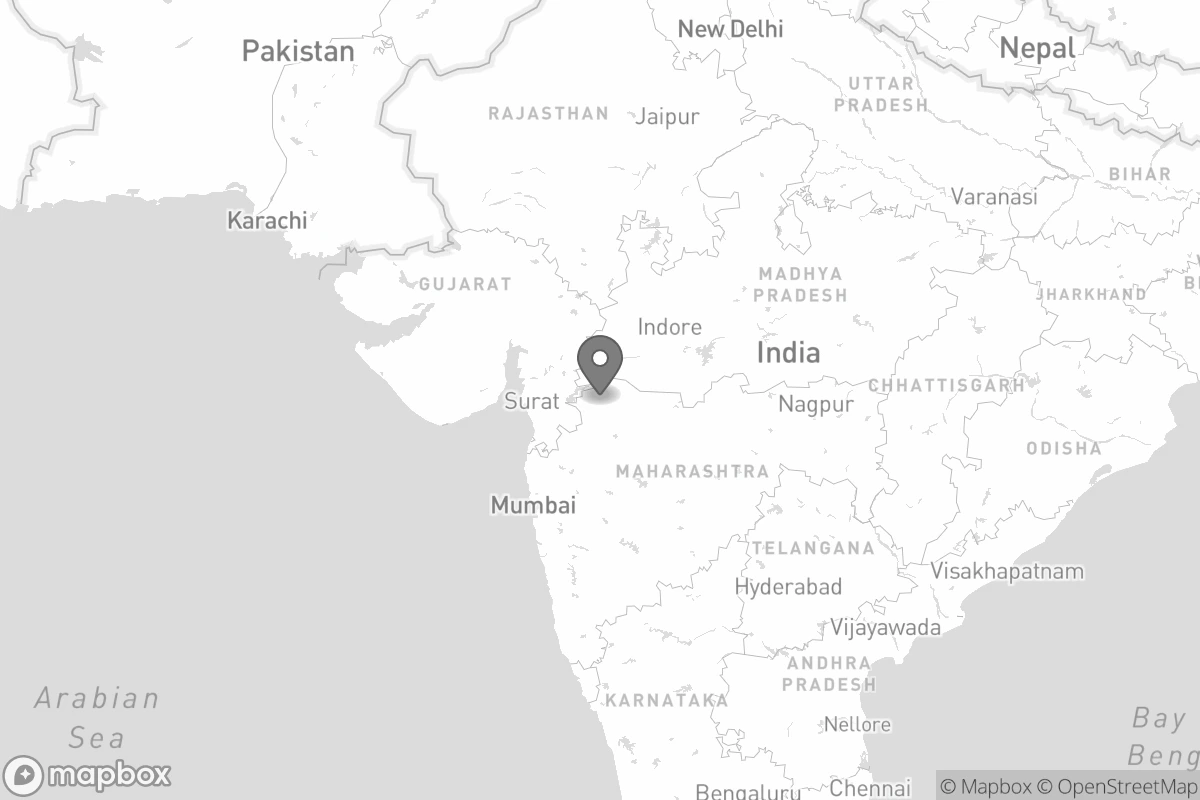 New Delhi
Pakistan
Nepal
UTTAR
PRADESH
RAJASTHAN
Jaipur
BIHAR
Varanasi
Karachi
GUJARAT
MADHYA
PRADESH
JHARKHAND
Indore
India
CHHATTISGARH
Surat
Nagpur
ODISHA
MAHARASHTRA
Mumbai
TELANGANA
Visakhapatnam
Hyderabad
Vijayawada
ANDHRA
PRADESH
Arabian
Sea
KARNATAKA
Nellore
Bay
Beng
mapbox
Bengaluru
Chennai
© Mapbox © OpenStreetMap